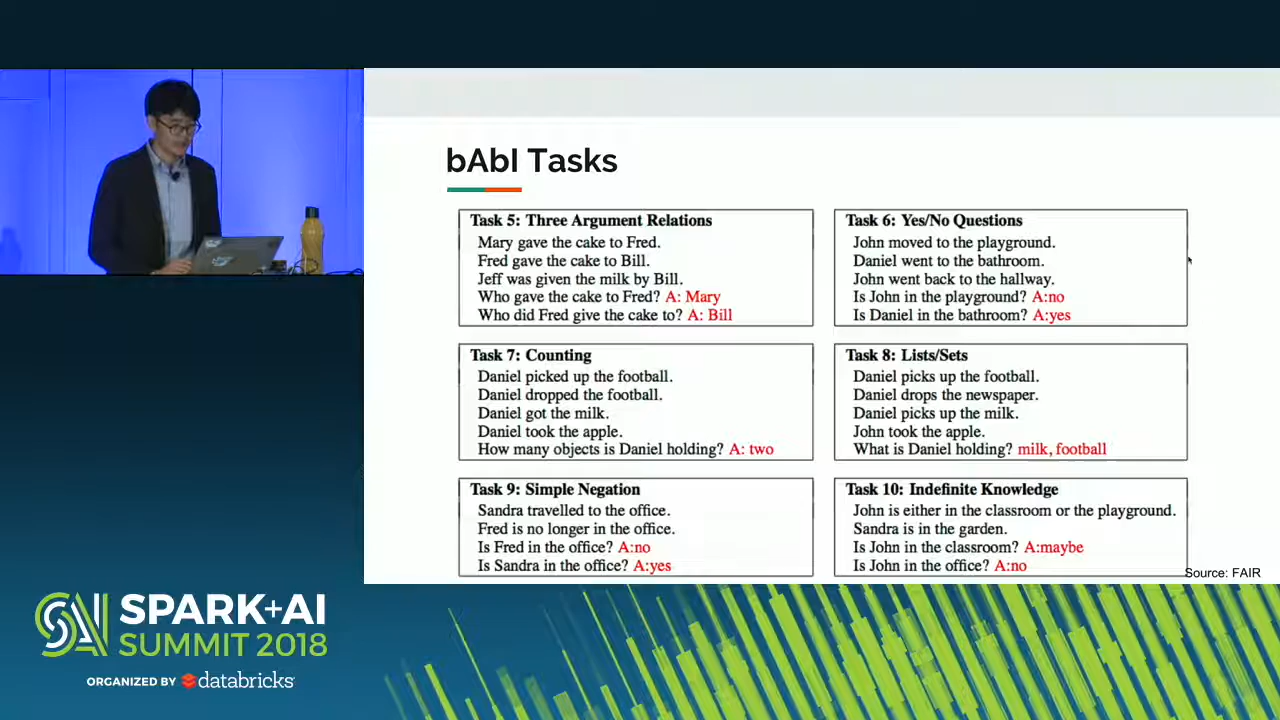 bAbI Tasks
Task 5: Three Argument Relations
Mary gave the cake to Fred.
Fred gave the cake to Bill.
Jeff was given the milk by Bill.
Who gave the cake to Fred? A: Mary
Who did Fred give the cake to? A: Bill
Task 6: Yes/No Questions
John moved to the playground.
Daniel went to the bathroom.
John went back to the hallway.
Is John in the playground? A:no
Is Daniel in the bathroom? A:yes
Task 7: Counting
Daniel picked up the football.
Daniel dropped the football.
Daniel got the milk.
Daniel took the apple.
How many objects is Daniel holding? A: two
Task 8: Lists/Sets
Daniel picks up the football.
Daniel drops the newspaper.
Daniel picks up the milk.
John took the apple.
What is Daniel holding? milk, football
Task 9: Simple Negation
Sandra travelled to the office.
Fred is no longer in the office.
Is Fred in the office? A:no
Is Sandra in the office? A:yes
Task 10: Indefinite Knowledge
John is either in the classroom or the playground.
Sandra is in the garden.
Is John in the classroom? A:maybe
Is John in the office? A:no
Source: FAIR
SAI SPARK+AI
SUMMIT 2018
ORGANIZED BY databricks